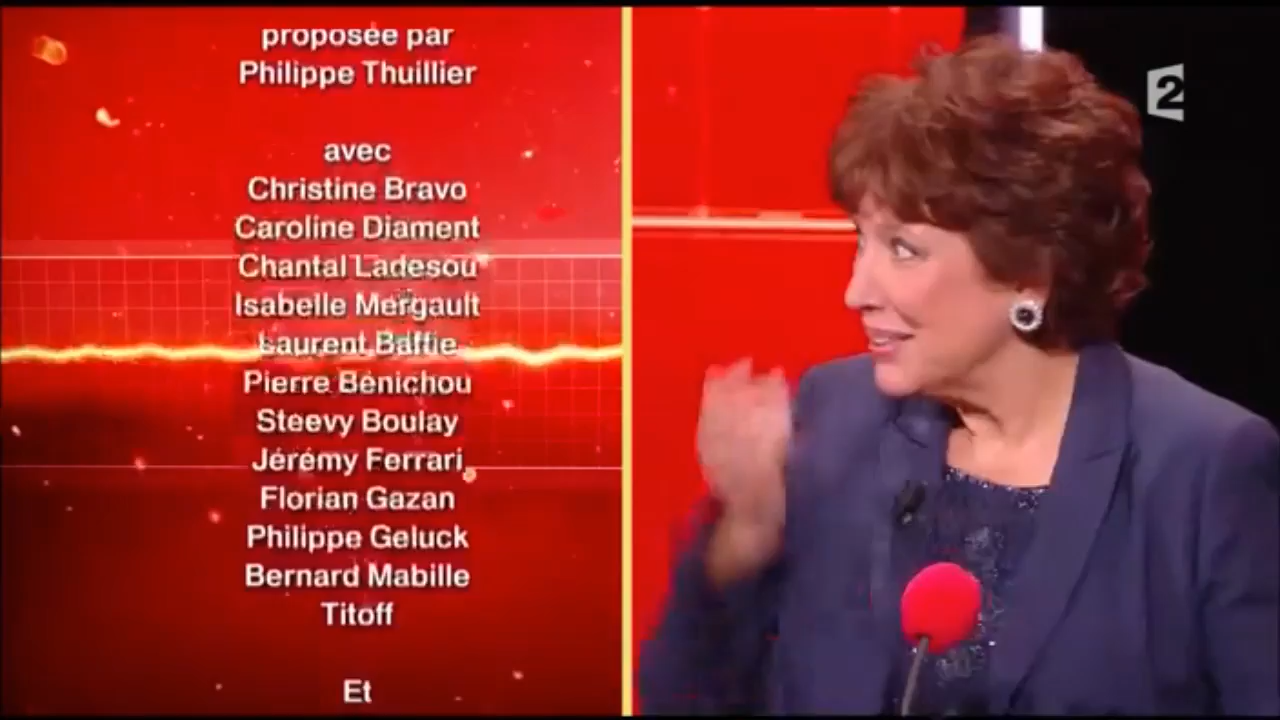 proposée par
Philippe Thuillier
avec
Christine Bravo
Caroline Diament
Chantal Ladesou
Isabelle Mergault
Laurent Baffie
Pierre Bénichou
Steevy Boulay
Jérémy Ferrari
Florian Gazan
Philippe Geluck
Bernard Mabille
Titoff
Et
2